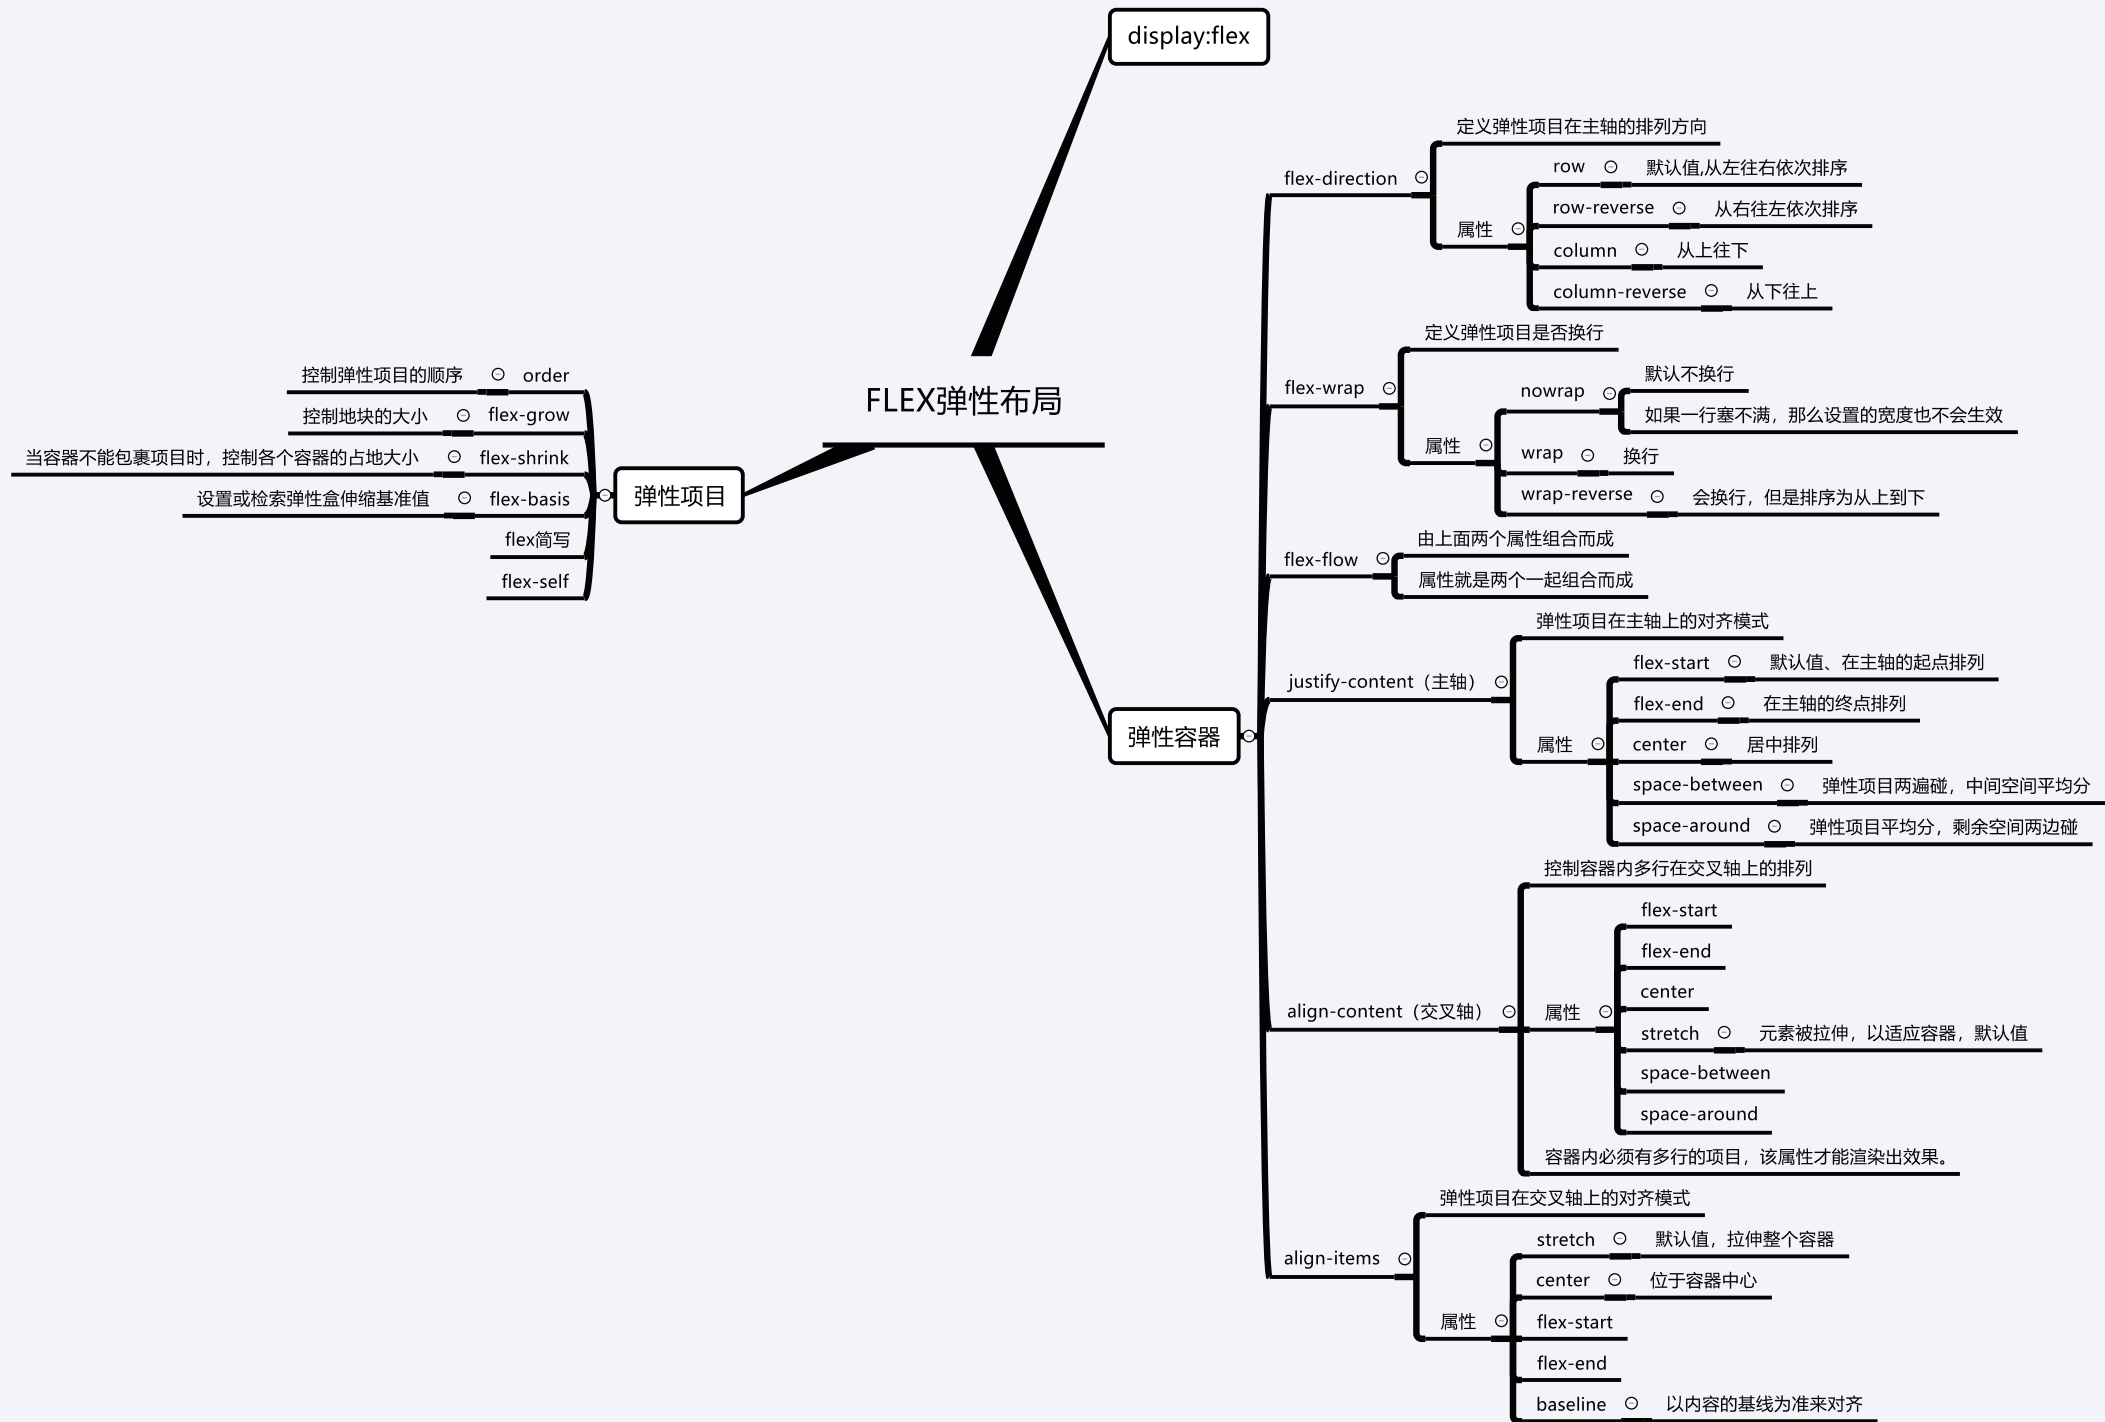 display:flex
FLEX弹性布局
弹性项目
order
控制弹性项目的顺序
flex-grow
控制地块的大小
flex-shrink
当容器不能包裹项目时，控制各个容器的占地大小
flex-basis
设置或检索弹性盒伸缩基准值
flex简写
flex-self
弹性容器
flex-direction
定义弹性项目在主轴的排列方向
属性
row
默认值,从左往右依次排序
row-reverse
从右往左依次排序
column
从上往下
column-reverse
从下往上
flex-wrap
定义弹性项目是否换行
属性
nowrap
默认不换行
如果一行塞不满，那么设置的宽度也不会生效
wrap
换行
wrap-reverse
会换行，但是排序为从上到下
flex-flow
由上面两个属性组合而成
属性就是两个一起组合而成
justify-content（主轴）
弹性项目在主轴上的对齐模式
属性
flex-start
默认值、在主轴的起点排列
flex-end
在主轴的终点排列
center
居中排列
space-between
弹性项目两遍碰，中间空间平均分
space-around
弹性项目平均分，剩余空间两边碰
align-content（交叉轴）
控制容器内多行在交叉轴上的排列
属性
flex-start
flex-end
center
stretch
元素被拉伸，以适应容器，默认值
space-between
space-around
容器内必须有多行的项目，该属性才能渲染出效果。
align-items
弹性项目在交叉轴上的对齐模式
属性
stretch
默认值，拉伸整个容器
center
位于容器中心
flex-start
flex-end
baseline
以内容的基线为准来对齐